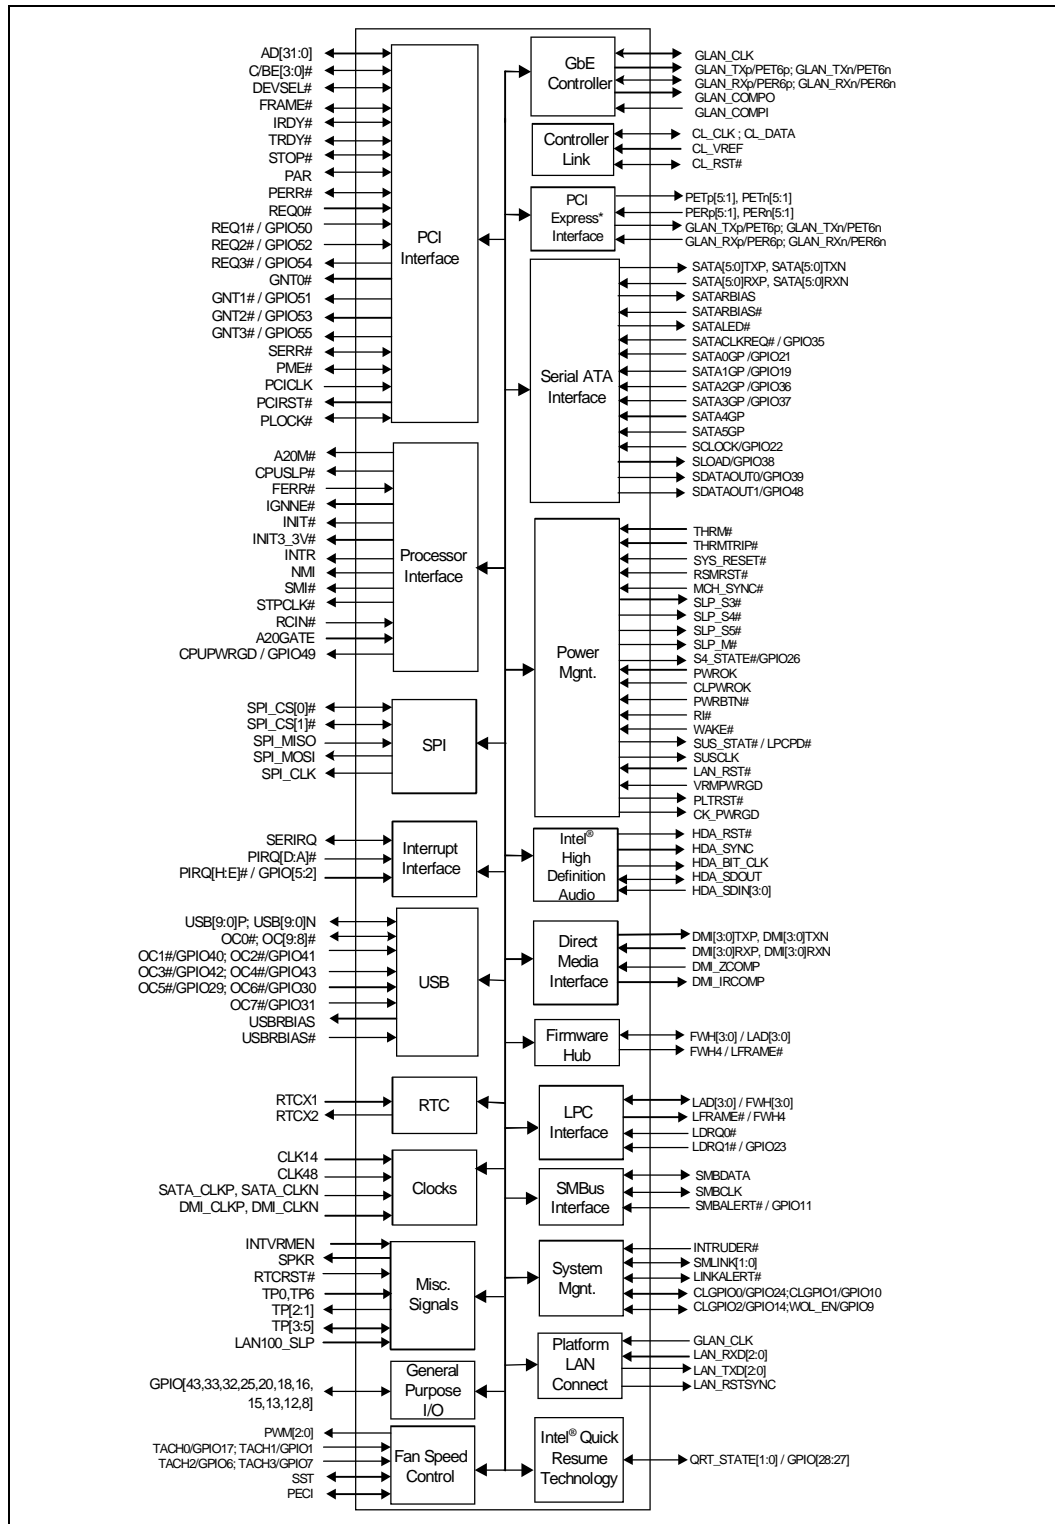 AD[31:0]
C/BE[3:0]#
DEVSEL#
FRAME#
IRDY#
TRDY#
STOP#
PAR
PERR#
REQ0#
REQ1# / GPIO50
REQ2# / GPIO52
REQ3# / GPIO54
GNT0#
GNT1# / GPIO51
GNT2# / GPIO53
GNT3# / GPIO55
SERR#
PME#
PCICLK
PCIRST#
PLOCK#
PCI
Interface
A20M#
CPUSLP#
FERR#
IGNNE#
INIT#
INIT3_3V#
INTR
NMI
SMI#
STPCLK#
RCIN#
A20GATE
CPUPWRGD / GPIO49
Processor
Interface
SPI_CS[0]#
SPI_CS[1]#
SPI_MISO
SPI_MOSI
SPI_CLK
SPI
SERIRQ
PIRQ[D:A]#
PIRQ[H:E]# / GPIO[5:2]
Interrupt
Interface
USB[9:0]P; USB[9:0]N
OC0#; OC[9:8]#
OC1#/GPIO40; OC2#/GPIO41
OC3#/GPIO42; OC4#/GPIO43
OC5#/GPIO29; OC6#/GPIO30
OC7#/GPIO31
USBRBIAS
USBRBIAS#
USB
RTCX1
RTCX2
RTC
CLK14
CLK48
SATA_CLKP, SATA_CLKN
DMI_CLKP, DMI_CLKN
Clocks
INTVRMEN
SPKR
RTCRST#
TP0,TP6
TP[2:1]
TP[3:5]
LAN100_SLP
Misc.
Signals
GPIO[43,33,32,25,20,18,16,
15,13,12,8]
General
Purpose
I/O
PWM[2:0]
TACH0/GPIO17; TACH1/GPIO1
TACH2/GPIO6; TACH3/GPIO7
SST
PECI
Fan Speed
Control
GbE
Controller
GLAN_CLK
GLAN_TXp/PET6p; GLAN_TXn/PET6n
GLAN_RXp/PER6p; GLAN_RXn/PER6n
GLAN_COMPO
GLAN_COMPI
Controller
Link
CL_CLK ; CL_DATA
CL_VREF
CL_RST#
PCI
Express*
Interface
PETp[5:1], PETn[5:1]
PERp[5:1], PERn[5:1]
GLAN_TXp/PET6p; GLAN_TXn/PET6n
GLAN_RXp/PER6p; GLAN_RXn/PER6n
Serial ATA
Interface
SATA[5:0]TXP, SATA[5:0]TXN
SATA[5:0]RXP, SATA[5:0]RXN
SATARBIAS
SATARBIAS#
SATALED#
SATACLKREQ# / GPIO35
SATA0GP /GPIO21
SATA1GP /GPIO19
SATA2GP /GPIO36
SATA3GP /GPIO37
SATA4GP
SATA5GP
SCLOCK/GPIO22
SLOAD/GPIO38
SDATAOUT0/GPIO39
SDATAOUT1/GPIO48
Power
Mgnt.
THRM#
THRMTRIP#
SYS_RESET#
RSMRST#
MCH_SYNC#
SLP_S3#
SLP_S4#
SLP_S5#
SLP_M#
S4_STATE#/GPIO26
PWROK
CLPWROK
PWRBTN#
RI#
WAKE#
SUS_STAT# / LPCPD#
SUSCLK
LAN_RST#
VRMPWRGD
PLTRST#
CK_PWRGD
Intel®
High
Definition
Audio
HDA_RST#
HDA_SYNC
HDA_BIT_CLK
HDA_SDOUT
HDA_SDIN[3:0]
Direct
Media
Interface
DMI[3:0]TXP, DMI[3:0]TXN
DMI[3:0]RXP, DMI[3:0]RXN
DMI_ZCOMP
DMI_IRCOMP
Firmware
Hub
FWH[3:0] / LAD[3:0]
FWH4 / LFRAME#
LPC
Interface
LAD[3:0] / FWH[3:0]
LFRAME# / FWH4
LDRQ0#
LDRQ1# / GPIO23
SMBus
Interface
SMBDATA
SMBCLK
SMBALERT# / GPIO11
System
Mgnt.
INTRUDER#
SMLINK[1:0]
LINKALERT#
CLGPIO0/GPIO24;CLGPIO1/GPIO10
CLGPIO2/GPIO14;WOL_EN/GPIO9
Platform
LAN
Connect
GLAN_CLK
LAN_RXD[2:0]
LAN_TXD[2:0]
LAN_RSTSYNC
Intel® Quick
Resume
Technology
QRT_STATE[1:0] / GPIO[28:27]